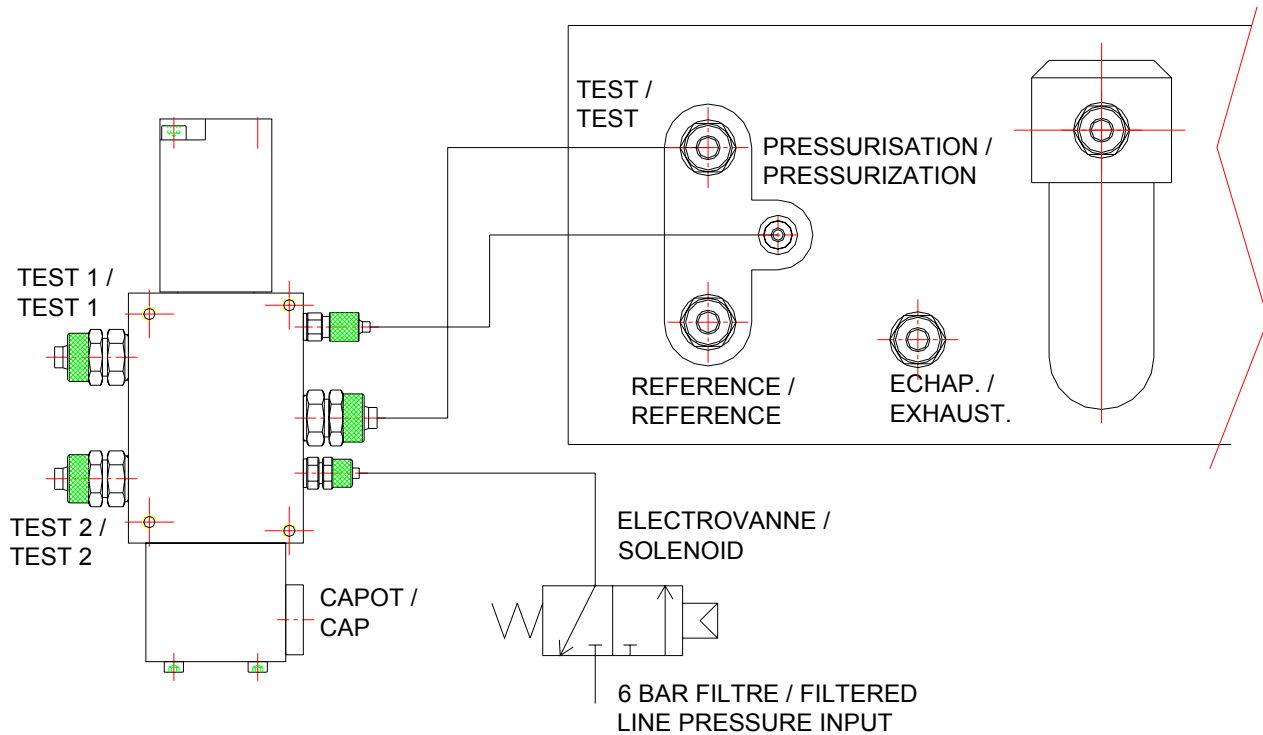 TEST /
TEST
PRESSURISATION /
PRESSURIZATION
TEST 1 /
TEST 1
REFERENCE /
REFERENCE
ECHAP. /
EXHAUST.
TEST 2 /
TEST 2
ELECTROVANNE /
SOLENOID
CAPOT /
CAP
6 BAR FILTRE / FILTERED
LINE PRESSURE INPUT